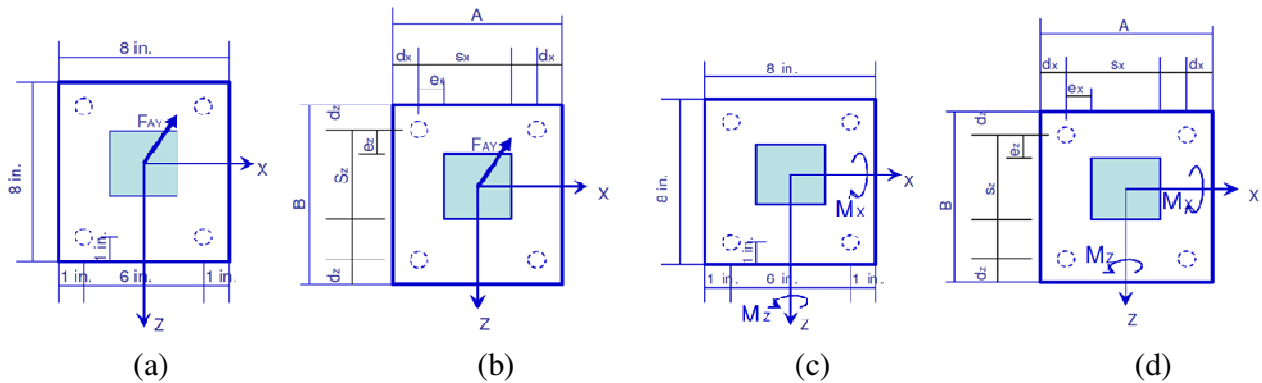 8 in.
8 in.
FAY
X
1 in.
1 in.
6 in.
1 in.
Z
(a)
A
dx
sx
dx
ex
dz
ez
sz
FAY
X
B
dz
Z
(b)
8 in.
8 in.
X
Mx
1 in.
1 in.
6 in.
1 in.
Mz
Z
(c)
A
dx
sx
dx
ex
dz
ez
sz
Mx
X
B
Mz
dz
Z
(d)